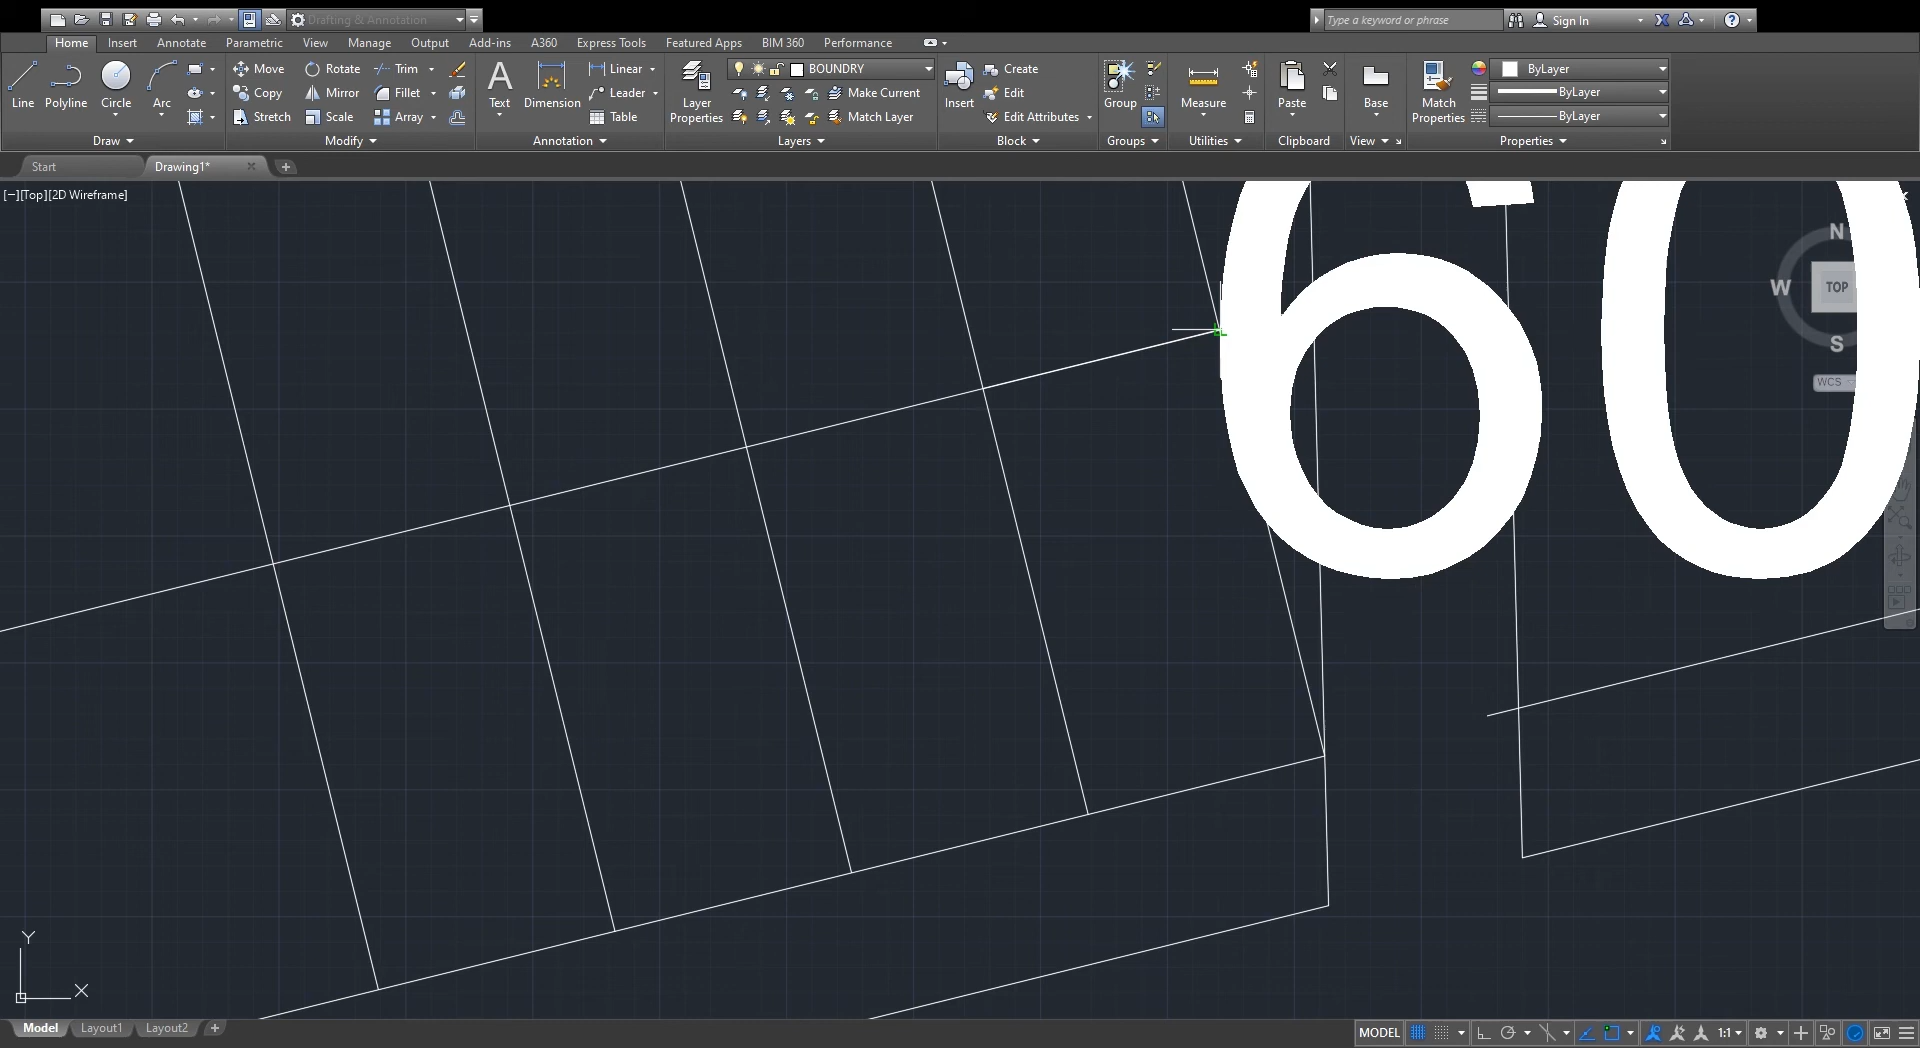 Drafting & Annotation
Type a keyword or phrase
Sign In
Home Insert Annotate Parametric View Manage Output Add-ins A360 Express Tools Featured Apps BIM 360 Performance
Line Polyline Circle Arc
Move Rotate Trim
Copy Mirror Fillet
Stretch Scale Array
Text Dimension
Linear
Leader
Table
Layer Properties
BOUNDRY
Make Current
Match Layer
Insert
Create
Edit
Edit Attributes
Group
Measure
Paste
Base
Match Properties
ByLayer
ByLayer
ByLayer
Draw Modify Annotation Layers Block Groups Utilities Clipboard View Properties
Start Drawing1*
[−][Top][2D Wireframe]
60
N
W TOP
S
WCS
Y
X
Model Layout1 Layout2
MODEL 1:1